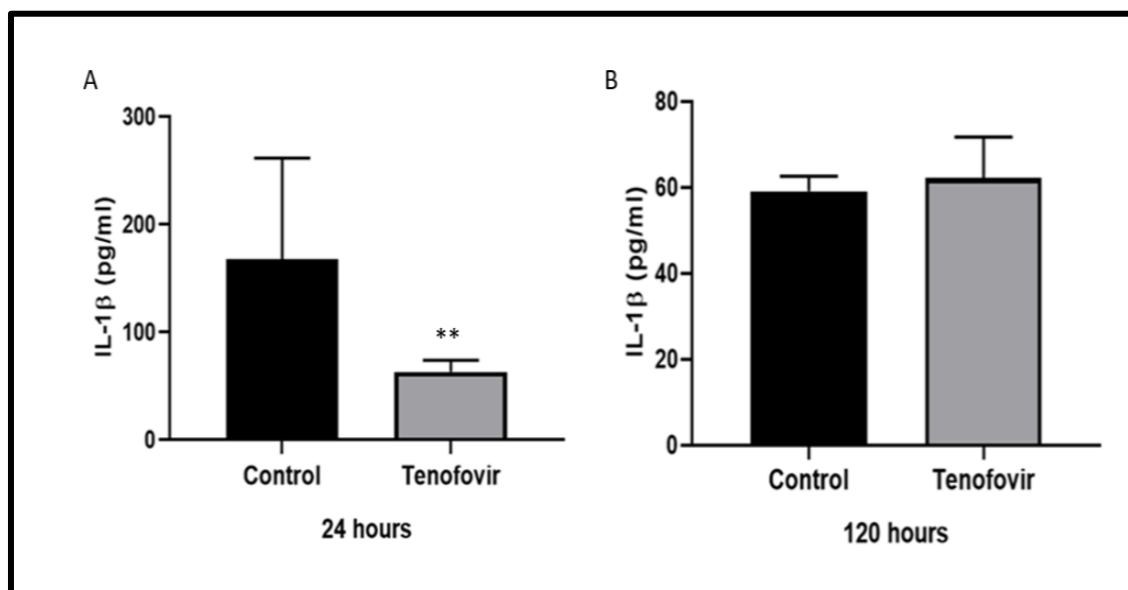 A
IL-1β (pg/ml)
300
200
100
0
**
Control Tenofovir
24 hours
B
IL-1β (pg/ml)
80
60
40
20
0
Control Tenofovir
120 hours